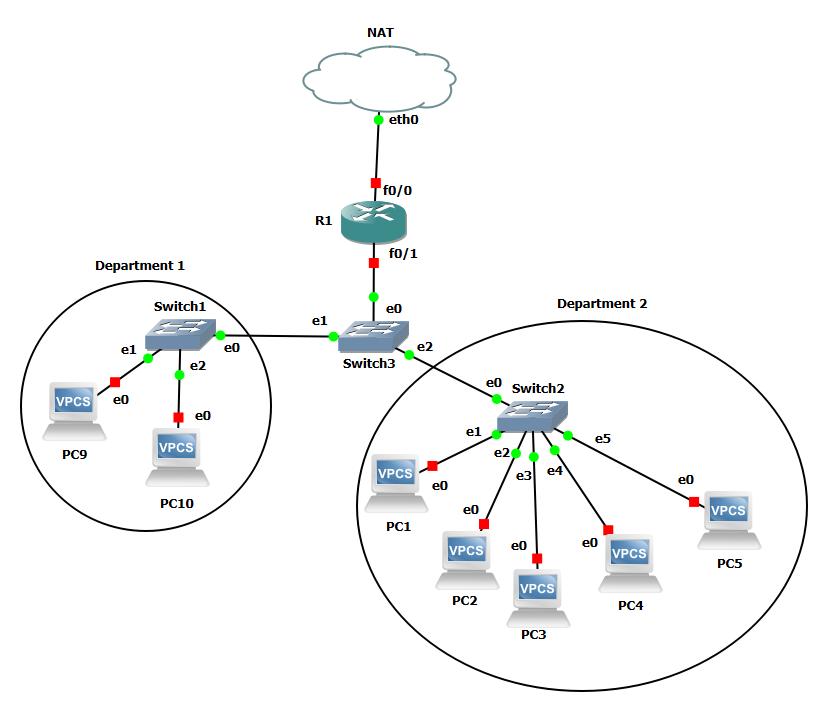 NAT
eth0
f0/0
R1
f0/1
Department 1
Switch1
e1
e2
e0
e0
e0
VPCS
PC9
VPCS
PC10
e1
e0
e2
Switch3
Department 2
e0
Switch2
e1
e2
e3
e4
e5
e0
VPCS
PC1
e0
VPCS
PC2
e0
VPCS
PC3
e0
VPCS
PC4
e0
VPCS
PC5